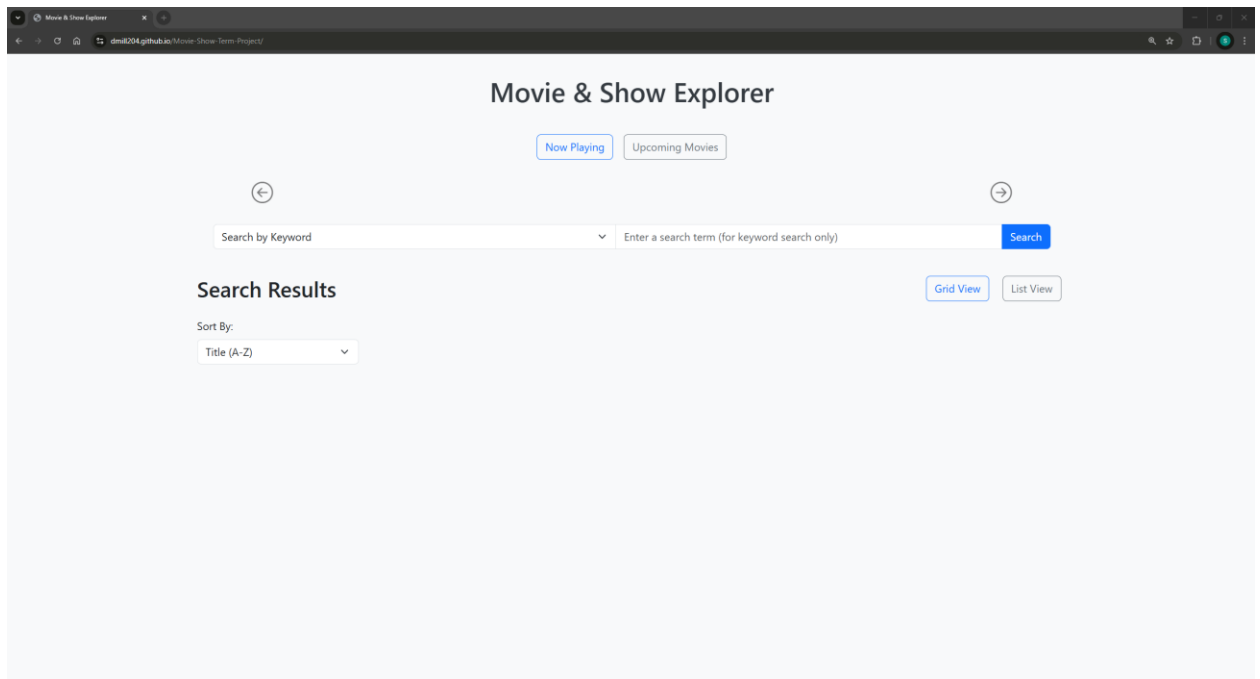 Movie & Show Explorer
dmill204.github.io/Movie-Show-Term-Project/
S
Movie & Show Explorer
Now Playing Upcoming Movies
Search by Keyword Enter a search term (for keyword search only) Search
Search Results Grid View List View
Sort By:
Title (A-Z)